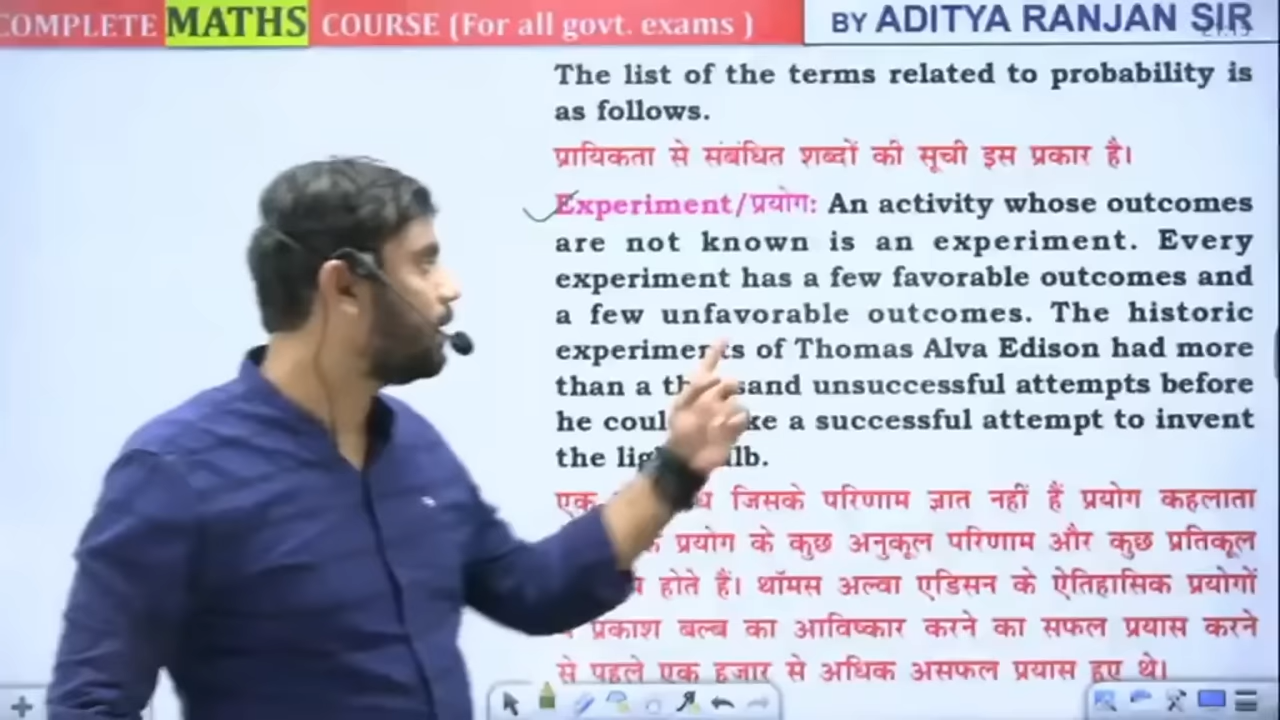 COMPLETE MATHS COURSE (For all govt. exams )
BY ADITYA RANJAN SIR
The list of the terms related to probability is
as follows.
प्रायिकता से संबंधित शब्दों की सूची इस प्रकार है।
Experiment/प्रयोग: An activity whose outcomes
are not known is an experiment. Every
experiment has a few favorable outcomes and
a few unfavorable outcomes. The historic
experiments of Thomas Alva Edison had more
than a unsuccessful attempts before
he a successful attempt to invent
the
एक जिसके परिणाम ज्ञात नहीं हैं प्रयोग कहलाता
प्रयोग के कुछ अनुकूल परिणाम और कुछ प्रतिकूल
होते हैं। थॉमस अल्वा एडिसन के ऐतिहासिक प्रयोगों
प्रकाश बल्ब का आविष्कार करने का सफल प्रयास करने
से पहले एक हजार से अधिक असफल प्रयास हुए थे।